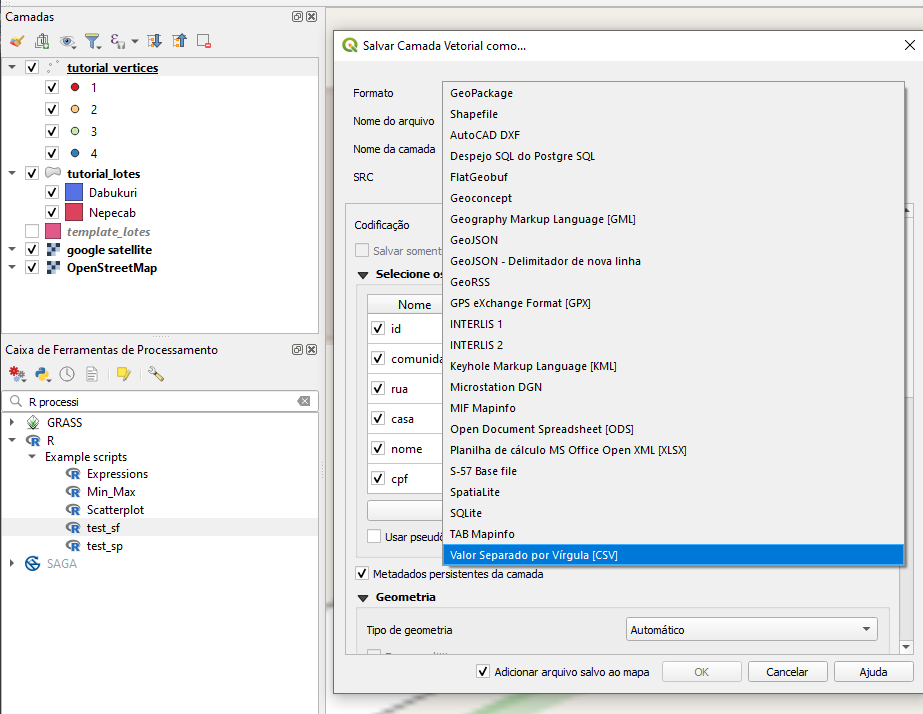 Camadas
tutorial_vertices
1
2
3
4
tutorial_lotes
Dabukuri
Nepecab
template_lotes
google satellite
OpenStreetMap
Caixa de Ferramentas de Processamento
R processi
GRASS
R
Example scripts
Expressions
Min_Max
Scatterplot
test_sf
test_sp
SAGA
Salvar Camada Vetorial como...
Formato
Nome do arquivo
Nome da camada
SRC
Codificação
Salvar soment
Selecione os
Nome
id
comunida
rua
casa
nome
cpf
Usar pseudô
GeoPackage
Shapefile
AutoCAD DXF
Despejo SQL do Postgre SQL
FlatGeobuf
Geoconcept
Geography Markup Language [GML]
GeoJSON
GeoJSON - Delimitador de nova linha
GeoRSS
GPS eXchange Format [GPX]
INTERLIS 1
INTERLIS 2
Keyhole Markup Language [KML]
Microstation DGN
MIF Mapinfo
Open Document Spreadsheet [ODS]
Planilha de cálculo MS Office Open XML [XLSX]
S-57 Base file
SpatiaLite
SQLite
TAB Mapinfo
Valor Separado por Vírgula [CSV]
Metadados persistentes da camada
Geometria
Tipo de geometria
Automático
Adicionar arquivo salvo ao mapa
OK
Cancelar
Ajuda